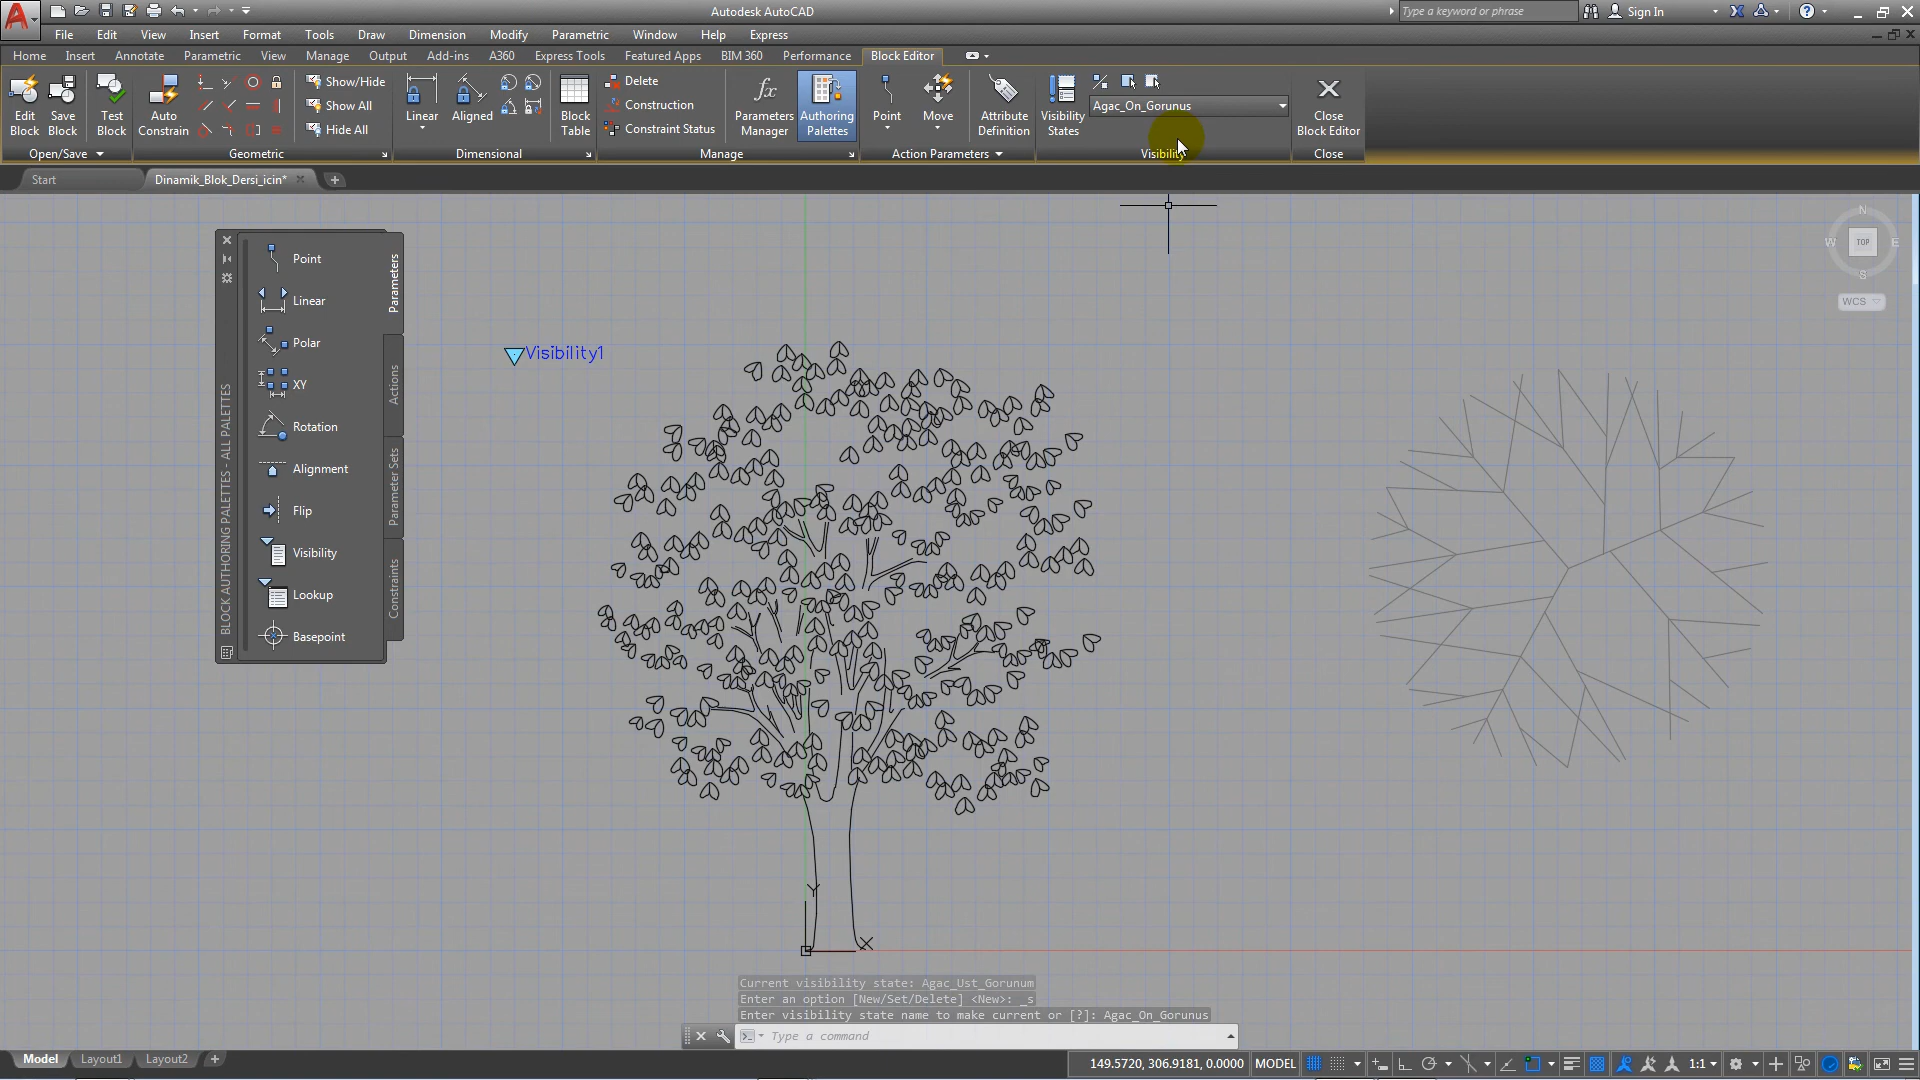 Autodesk AutoCAD
Type a keyword or phrase
Sign In
File Edit View Insert Format Tools Draw Dimension Modify Parametric Window Help Express
Home Insert Annotate Parametric View Manage Output Add-ins A360 Express Tools Featured Apps BIM 360 Performance Block Editor
Edit Block
Save Block
Test Block
Open/Save
Auto Constrain
Geometric
Show/Hide
Show All
Hide All
Linear
Aligned
Dimensional
Block Table
Delete
Construction
Constraint Status
Manage
Parameters Manager
Authoring Palettes
Point
Move
Action Parameters
Attribute Definition
Visibility States
Agac_On_Gorunus
Visibility
Close Block Editor
Close
Start
Dinamik_Blok_Dersi_icin*
BLOCK AUTHORING PALETTES - ALL PALETTES
Point
Linear
Polar
XY
Rotation
Alignment
Flip
Visibility
Lookup
Basepoint
Parameters
Actions
Parameter Sets
Constraints
Visibility1
N
W TOP E
S
WCS
Y
X
Current visibility state: Agac_Ust_Gorunum
Enter an option [New/Set/Delete] <New>: _s
Enter visibility state name to make current or [?]: Agac_On_Gorunus
Type a command
Model Layout1 Layout2
149.5720, 306.9181, 0.0000 MODEL 1:1